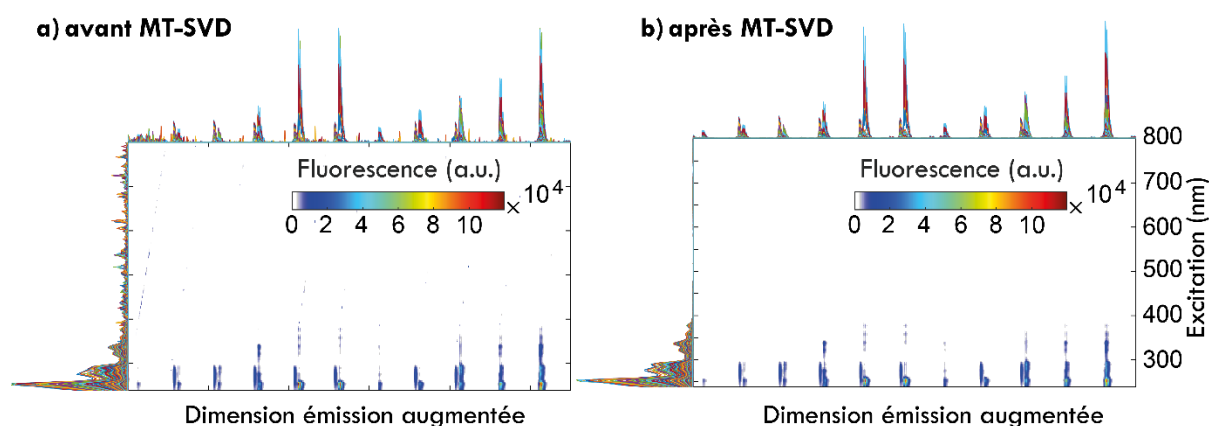 a) avant MT-SVD
b) après MT-SVD
Fluorescence (a.u.)
0 2 4 6 8 10 × 10⁴
Fluorescence (a.u.)
0 2 4 6 8 10 × 10⁴
800
700
600
500
400
300
Excitation (nm)
Dimension émission augmentée
Dimension émission augmentée